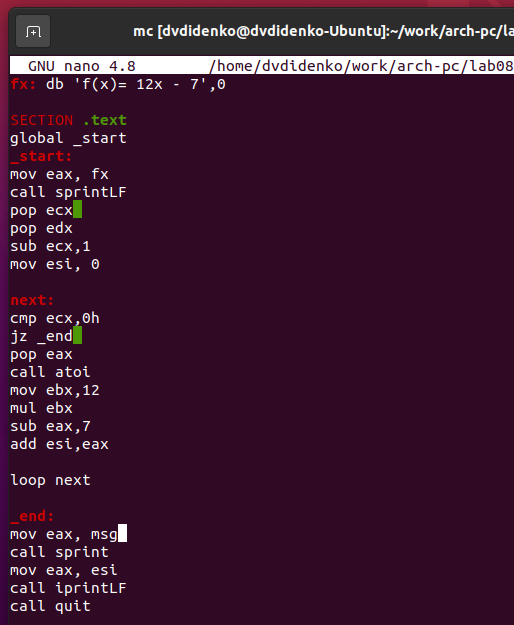 mc [dvdidenko@dvdidenko-Ubuntu]:~/work/arch-pc/la
GNU nano 4.8 /home/dvdidenko/work/arch-pc/lab08
fx: db 'f(x)= 12x - 7',0
SECTION .text
global _start
_start:
mov eax, fx
call sprintLF
pop ecx
pop edx
sub ecx,1
mov esi, 0
next:
cmp ecx,0h
jz _end
pop eax
call atoi
mov ebx,12
mul ebx
sub eax,7
add esi,eax
loop next
_end:
mov eax, msg
call sprint
mov eax, esi
call iprintLF
call quit